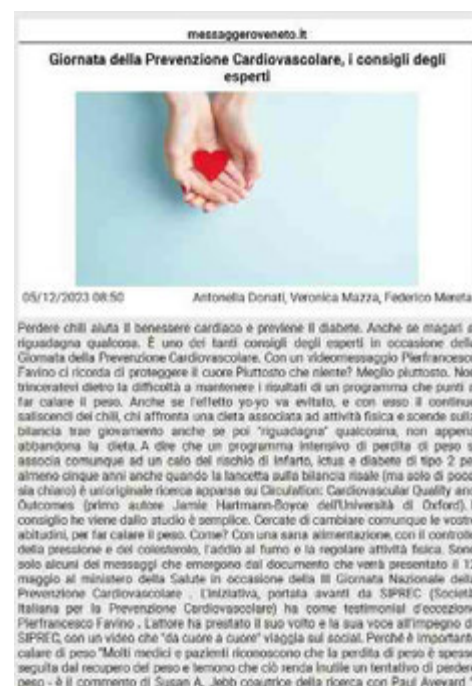 messaggeroveneto.it
Giornata della Prevenzione Cardiovascolare, i consigli degli
esperti
05/12/2023 08:50 Antonella Donati, Veronica Mazza, Federico Mereta
Perdere chili aiuta il benessere cardiaco e previene il diabete. Anche se magari
riguadagna qualcosa. È uno dei tanti consigli degli esperti in occasione della
Giornata della Prevenzione Cardiovascolare. Con un videomessaggio Pierfrancesco
Favino ci ricorda di proteggere il cuore Piuttosto che niente? Meglio piuttosto. Non
trinceratevi dietro la difficoltà a mantenere i risultati di un programma che punti
far calare il peso. Anche se l'effetto yo-yo va evitato, e con esso il continuo
saliscendi dei chili, chi affronta una dieta associata ad attività fisica e scende sulla
bilancia trae giovamento anche se poi "riguadagna" qualcosina, non appena
abbandona la dieta. A dire che un programma intensivo di perdita di peso si
associa comunque ad un calo del rischio di infarto, ictus e diabete di tipo 2 per
almeno cinque anni anche quando la lancetta sulla bilancia risale (ma solo di poco
sia chiaro) è un'originale ricerca apparsa su Circulation: Cardiovascular Quality and
Outcomes (primo autore Jamie Hartmann-Boyce dell'Università di Oxford).
consiglio he viene dallo studio è semplice. Cercate di cambiare comunque le vostre
abitudini, per far calare il peso. Come? Con una sana alimentazione, con il controllo
della pressione e del colesterolo, l'addio al fumo e la regolare attività fisica. Sono
solo alcuni dei messaggi che emergono dal documento che verrà presentato il 12
maggio al ministero della Salute in occasione della III Giornata Nazionale della
Prevenzione Cardiovascolare . L'iniziativa, portata avanti da SIPREC (Società
Italiana per la Prevenzione Cardiovascolare) ha come testimonial d'eccezione
Pierfrancesco Favino . L'attore ha prestato il suo volto e la sua voce all'impegno di
SIPREC, con un video che "da cuore a cuore" viaggia sui social. Perché è importante
calare di peso "Molti medici e pazienti riconoscono che la perdita di peso è spesso
seguita dal recupero del peso e temono che ciò renda inutile un tentativo di perdere
peso - è il commento di Susan A. Jebb coautrice della ricerca con Paul Aveyard